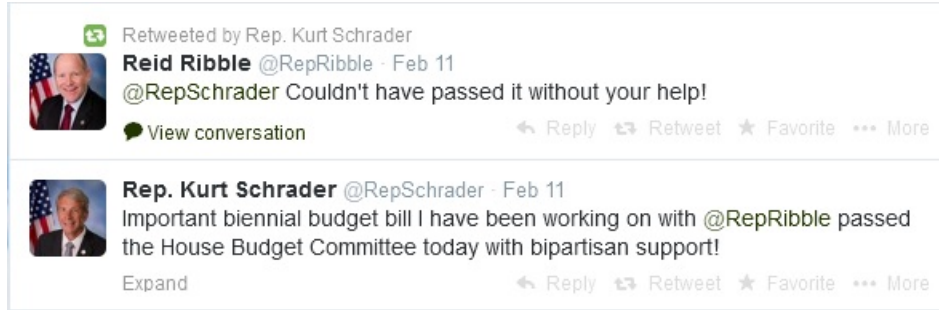 Retweeted by Rep. Kurt Schrader
Reid Ribble @RepRibble · Feb 11
@RepSchrader Couldn't have passed it without your help!
View conversation Reply Retweet Favorite More
Rep. Kurt Schrader @RepSchrader · Feb 11
Important biennial budget bill I have been working on with @RepRibble passed
the House Budget Committee today with bipartisan support!
Expand Reply Retweet Favorite More